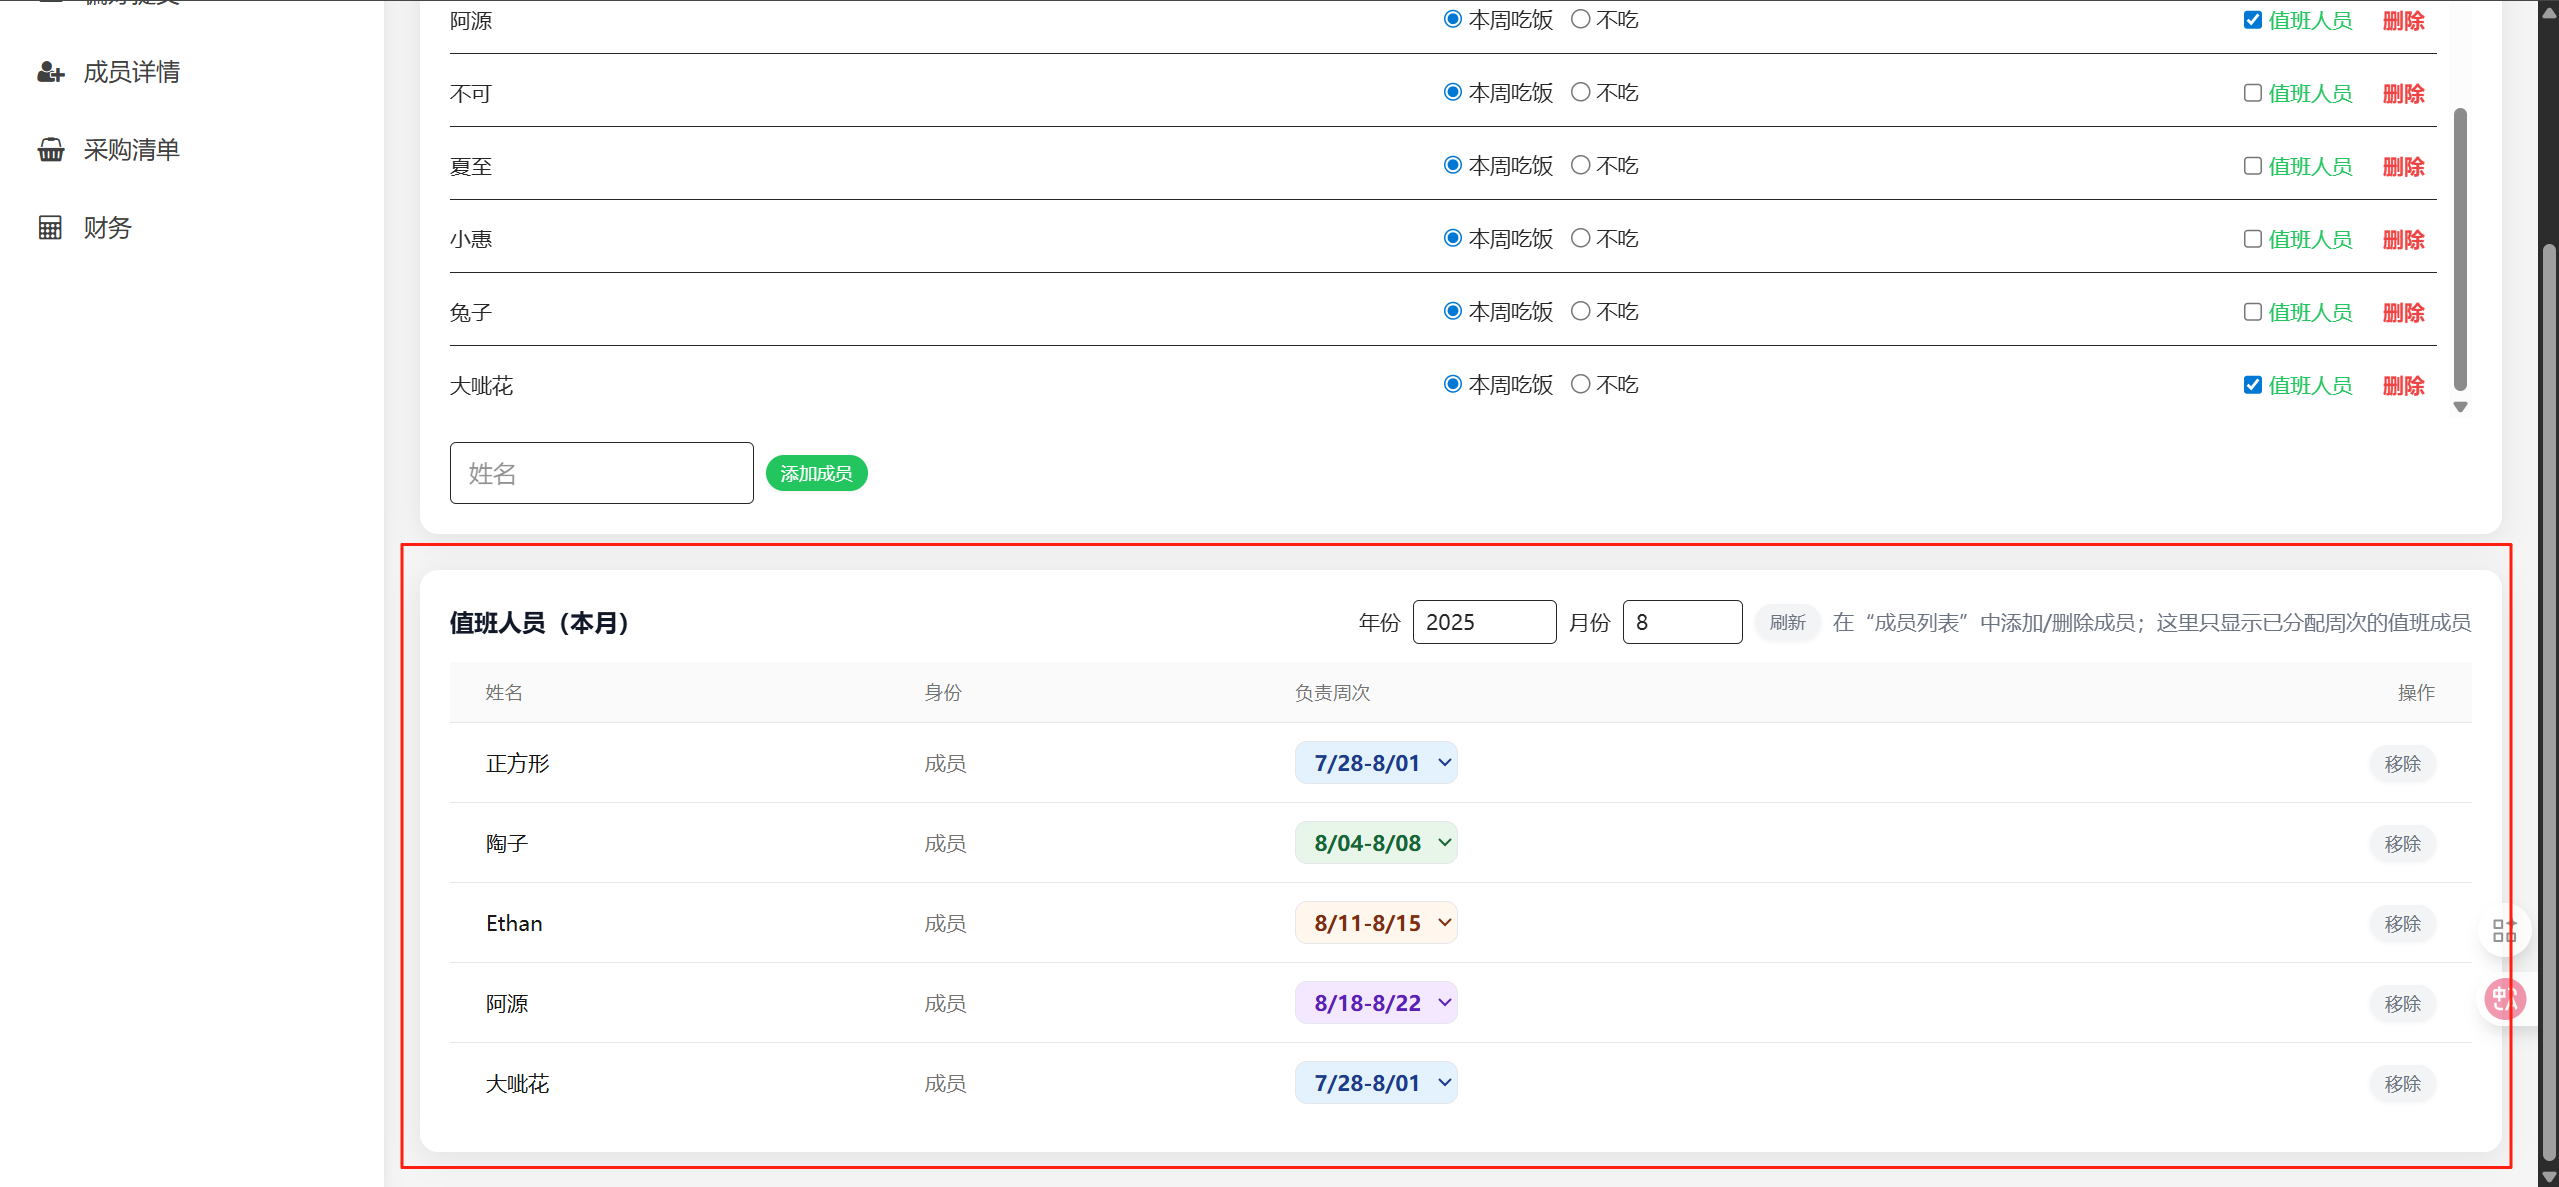 成员详情
采购清单
财务
阿源 本周吃饭 不吃 值班人员 删除
不可 本周吃饭 不吃 值班人员 删除
夏至 本周吃饭 不吃 值班人员 删除
小惠 本周吃饭 不吃 值班人员 删除
兔子 本周吃饭 不吃 值班人员 删除
大呲花 本周吃饭 不吃 值班人员 删除
姓名 添加成员
值班人员（本月） 年份 2025 月份 8 刷新 在“成员列表”中添加/删除成员；这里只显示已分配周次的值班成员
姓名 身份 负责周次 操作
正方形 成员 7/28-8/01 移除
陶子 成员 8/04-8/08 移除
Ethan 成员 8/11-8/15 移除
阿源 成员 8/18-8/22 移除
大呲花 成员 7/28-8/01 移除